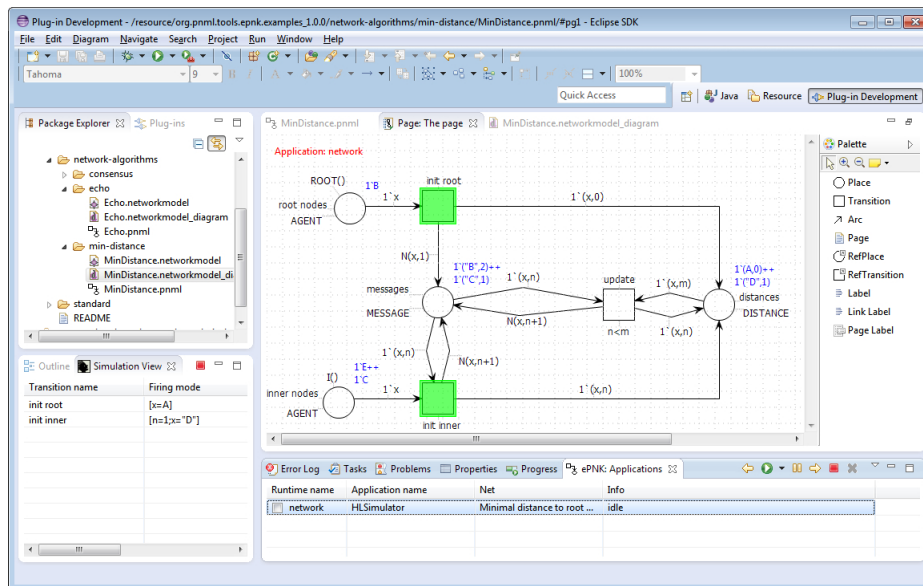 Plug-in Development - /resource/org.pnml.tools.epnk.examples_1.0.0/network-algorithms/min-distance/MinDistance.pnml/#pg1 - Eclipse SDK
File Edit Diagram Navigate Search Project Run Window Help
Tahoma 9 B I A 100%
Quick Access Java Resource Plug-in Development
Package Explorer Plug-ins
network-algorithms
consensus
echo
Echo.networkmodel
Echo.networkmodel_diagram
Echo.pnml
min-distance
MinDistance.networkmodel
MinDistance.networkmodel_di
MinDistance.pnml
standard
README
Outline Simulation View
Transition name Firing mode
init root [x=A]
init inner [n=1;x="D"]
MinDistance.pnml Page: The page MinDistance.networkmodel_diagram
Application: network
ROOT() 1`B init root
1`x 1`(x,0)
root nodes
AGENT
N(x,1)
1`("B",2)++ 1`(A,0)++
1`("C",1) 1`("D",1)
1`(x,n) update 1`(x,m)
messages distances
MESSAGE DISTANCE
N(x,n+1) n<m 1`(x,n)
1`(x,n) N(x,n+1)
I() 1`E++
1`C
inner nodes 1`x 1`(x,n)
AGENT
init inner
Palette
Place
Transition
Arc
Page
RefPlace
RefTransition
Label
Link Label
Page Label
Error Log Tasks Problems Properties Progress ePNK: Applications
Runtime name Application name Net Info
network HLSimulator Minimal distance to root ... idle